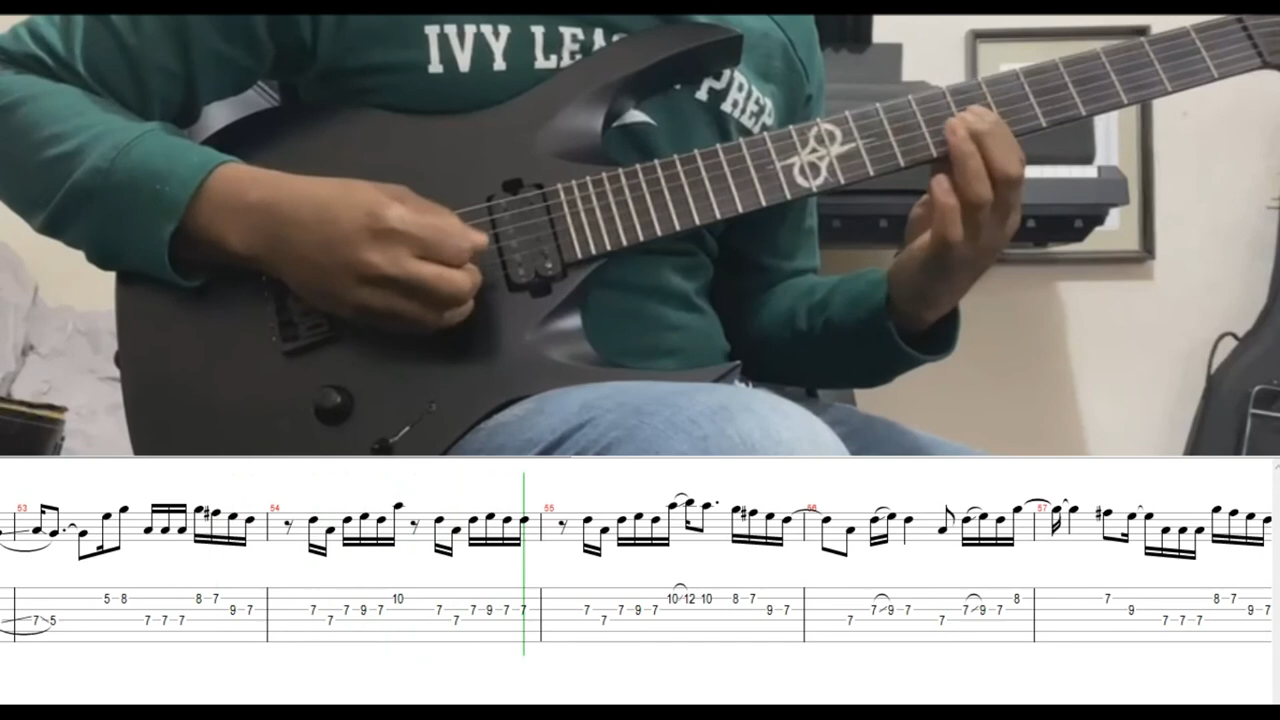 IVY LEA
PREP
53 54 55 56 57
5 8 8 7 10 10 12 10 8 7 8 7 8 7
9 7 7 7 9 7 7 7 9 7 7 7 7 9 7 9 7 7 9 7 7 9 7 9 9 7
7 5 7 7 7 7 7 7 7 7 7 7 7